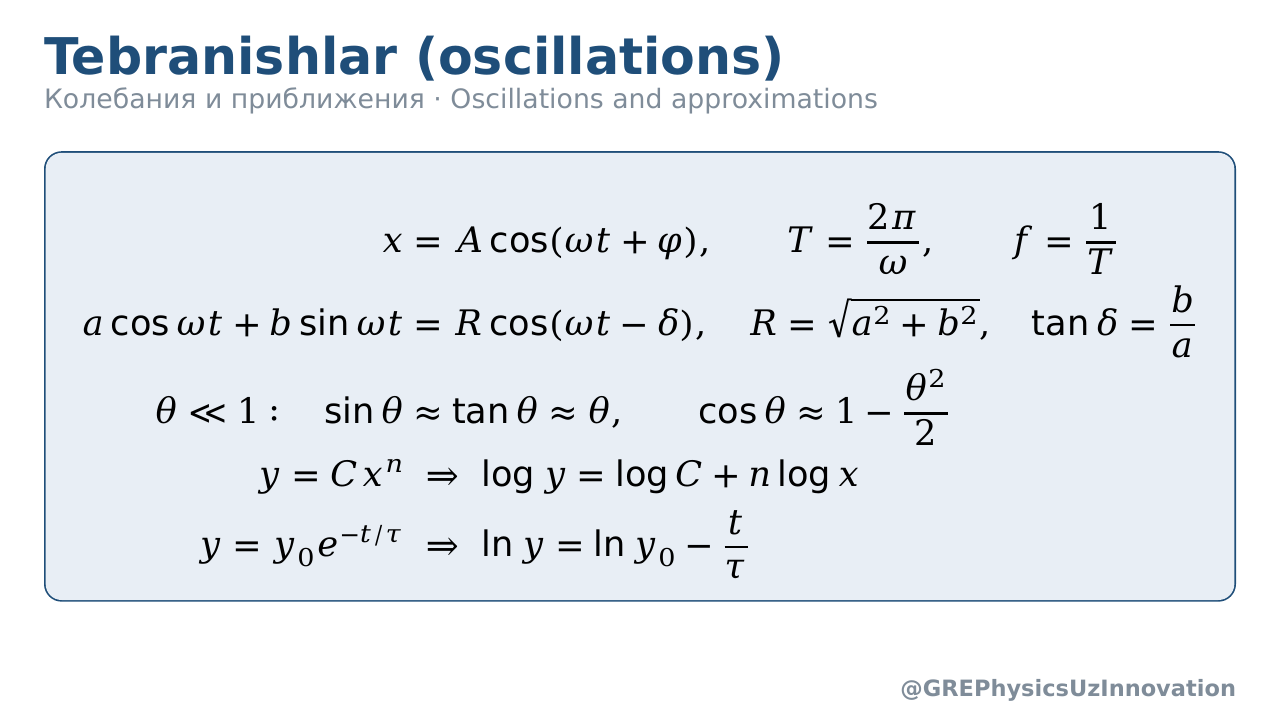 Tebranishlar (oscillations)
Колебания и приближения · Oscillations and approximations
x = A cos(ωt + φ), T = 2π/ω, f = 1/T
a cos ωt + b sin ωt = R cos(ωt − δ), R = √(a² + b²), tan δ = b/a
θ ≪ 1 : sin θ ≈ tan θ ≈ θ, cos θ ≈ 1 − θ²/2
y = Cxⁿ ⇒ log y = log C + n log x
y = y₀e^(−t/τ) ⇒ ln y = ln y₀ − t/τ
@GREPhysicsUzInnovation